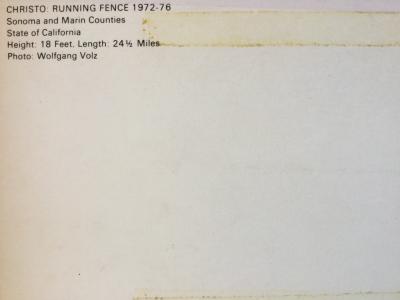 CHRISTO: RUNNING FENCE 1972-76
Sonoma and Marin Counties
State of California
Height: 18 Feet. Length: 24½ Miles
Photo: Wolfgang Volz